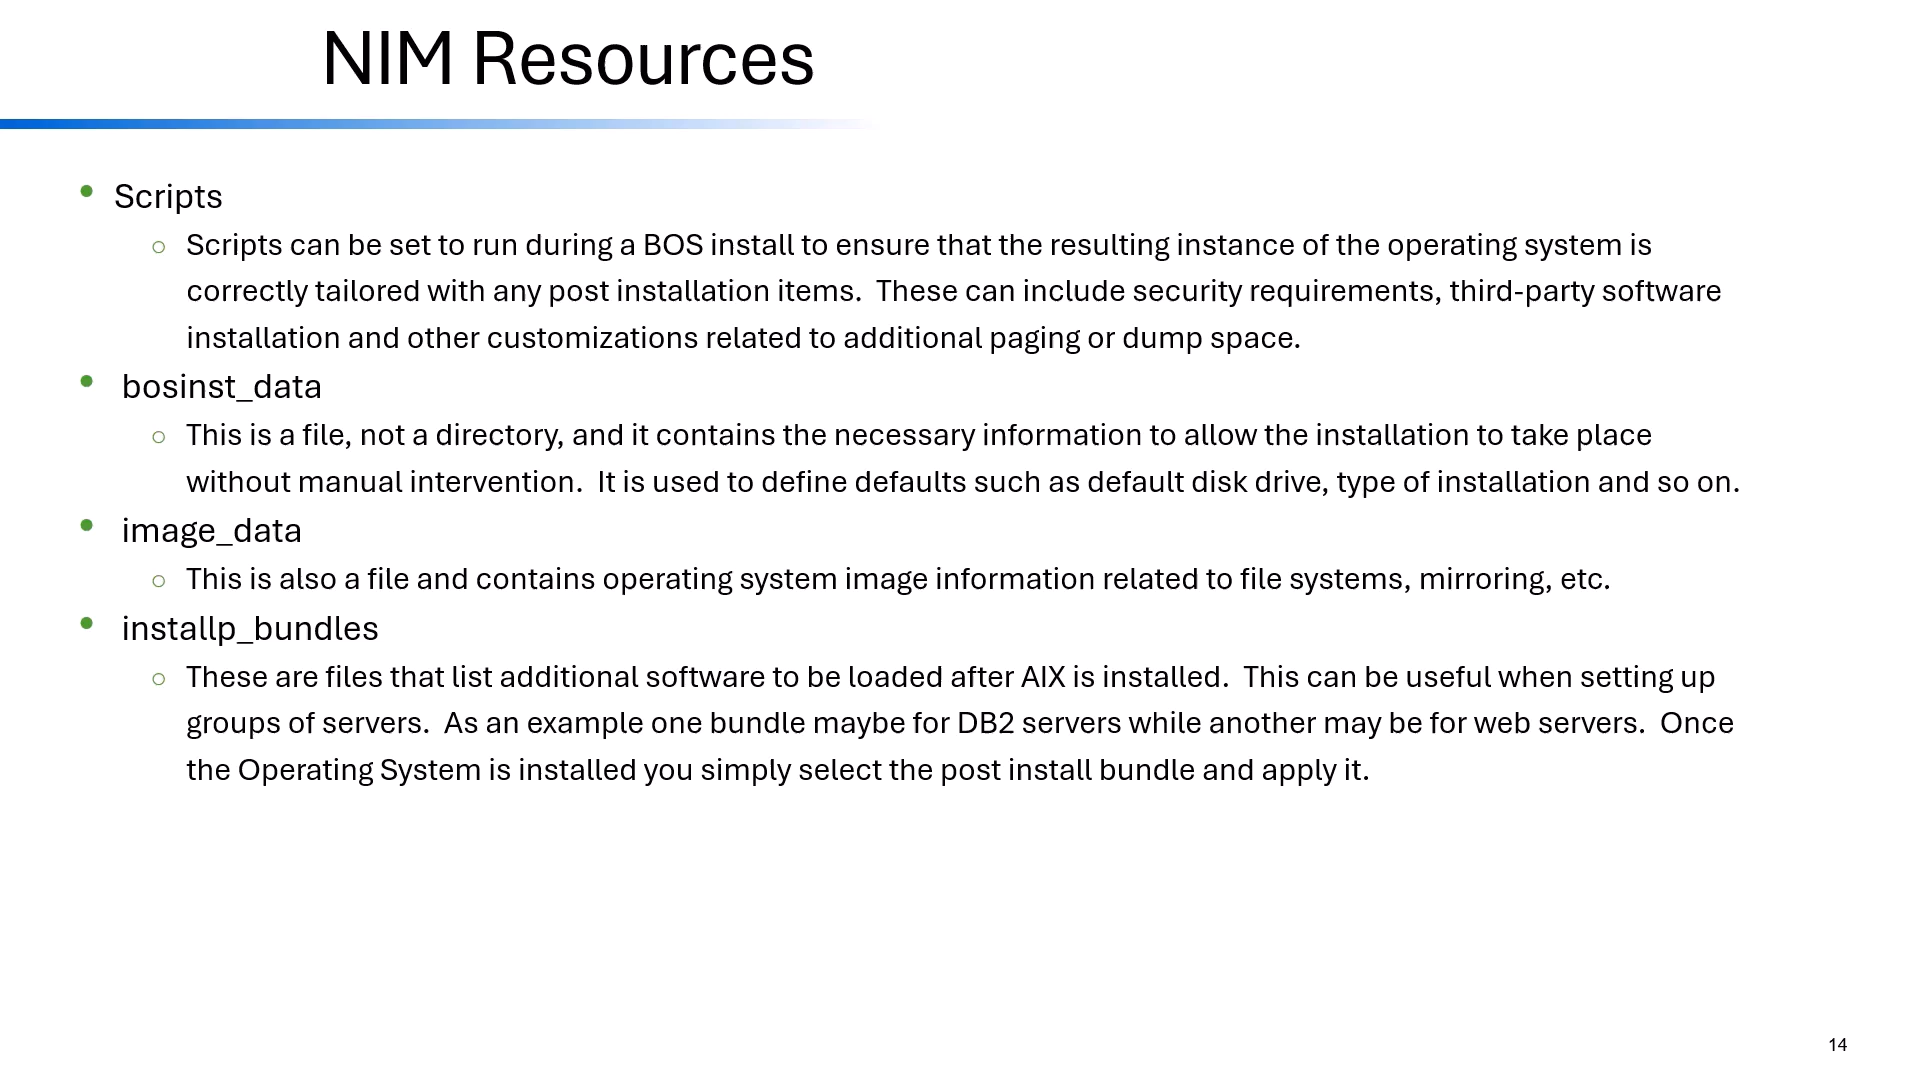 NIM Resources
• Scripts
○ Scripts can be set to run during a BOS install to ensure that the resulting instance of the operating system is
correctly tailored with any post installation items.  These can include security requirements, third-party software
installation and other customizations related to additional paging or dump space.
• bosinst_data
○ This is a file, not a directory, and it contains the necessary information to allow the installation to take place
without manual intervention.  It is used to define defaults such as default disk drive, type of installation and so on.
• image_data
○ This is also a file and contains operating system image information related to file systems, mirroring, etc.
• installp_bundles
○ These are files that list additional software to be loaded after AIX is installed.  This can be useful when setting up
groups of servers.  As an example one bundle maybe for DB2 servers while another may be for web servers.  Once
the Operating System is installed you simply select the post install bundle and apply it.
14